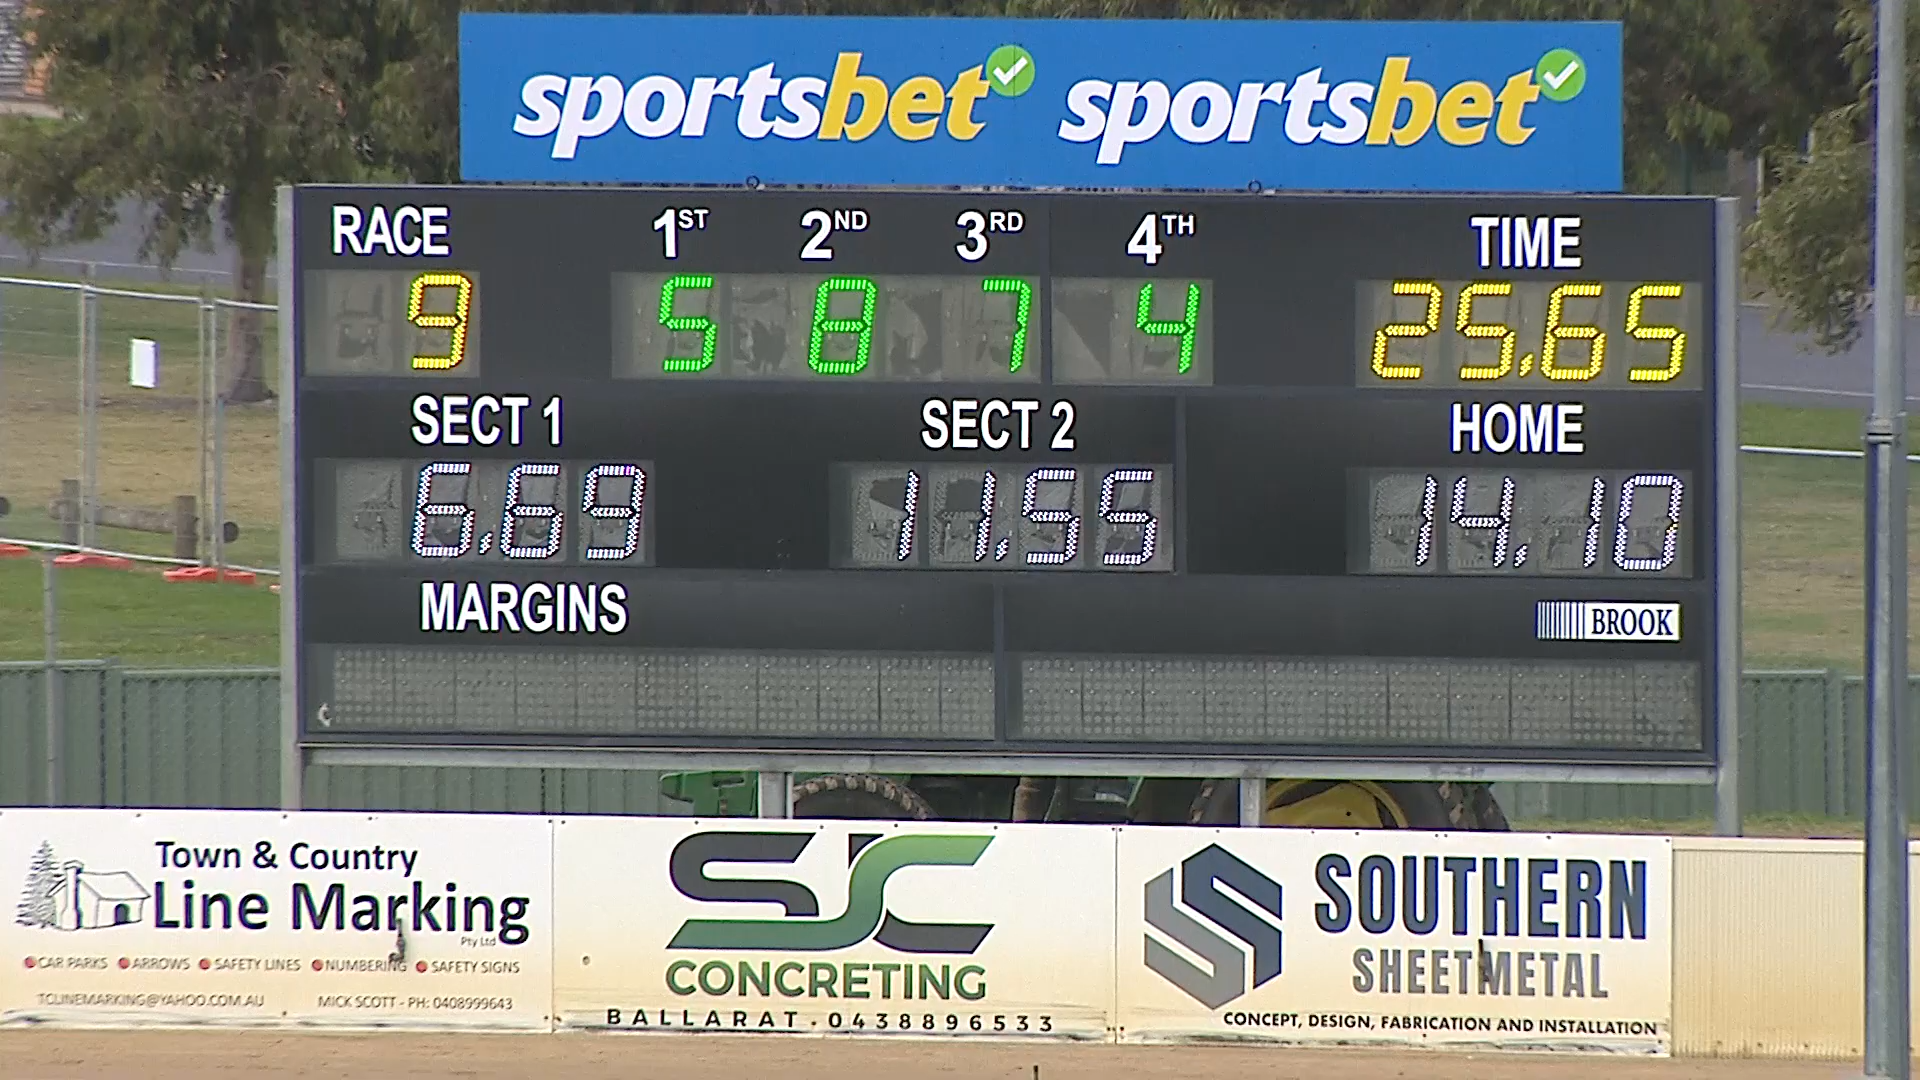 sportsbet sportsbet
RACE 1ST 2ND 3RD 4TH TIME
9 5 8 7 4 25.65
SECT 1 SECT 2 HOME
6.69 11.55 14.10
MARGINS
BROOK
Town & Country
Line Marking
Pty Ltd
CAR PARKS ARROWS SAFETY LINES NUMBERING SAFETY SIGNS
TCLINEMARKING@YAHOO.COM.AU MICK SCOTT - PH: 0408999643
SJC
CONCRETING
BALLARAT · 0438896533
SOUTHERN
SHEETMETAL
CONCEPT, DESIGN, FABRICATION AND INSTALLATION